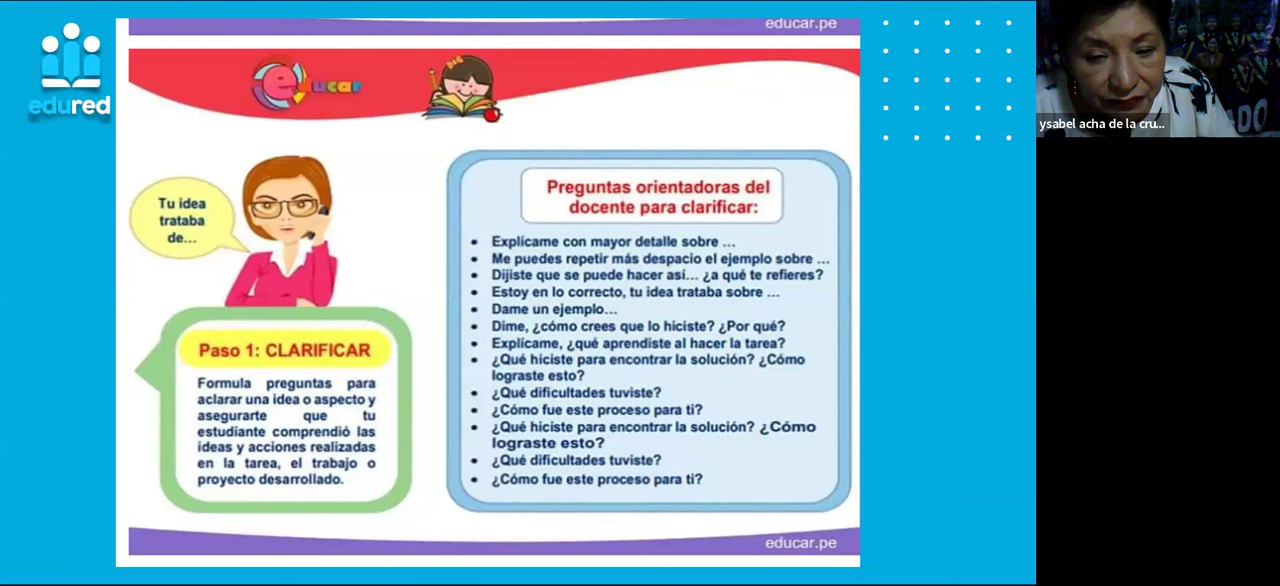 educar.pe
edured
educar
ysabel acha de la cru...
ADO
Tu idea
trataba
de...
Paso 1: CLARIFICAR
Formula preguntas para
aclarar una idea o aspecto y
asegurarte que tu
estudiante comprendió las
ideas y acciones realizadas
en la tarea, el trabajo o
proyecto desarrollado.
Preguntas orientadoras del
docente para clarificar:
• Explícame con mayor detalle sobre ...
• Me puedes repetir más despacio el ejemplo sobre ...
• Dijiste que se puede hacer así... ¿a qué te refieres?
• Estoy en lo correcto, tu idea trataba sobre ...
• Dame un ejemplo...
• Dime, ¿cómo crees que lo hiciste? ¿Por qué?
• Explícame, ¿qué aprendiste al hacer la tarea?
• ¿Qué hiciste para encontrar la solución? ¿Cómo
lograste esto?
• ¿Qué dificultades tuviste?
• ¿Cómo fue este proceso para ti?
• ¿Qué hiciste para encontrar la solución? ¿Cómo
lograste esto?
• ¿Qué dificultades tuviste?
• ¿Cómo fue este proceso para ti?
educar.pe